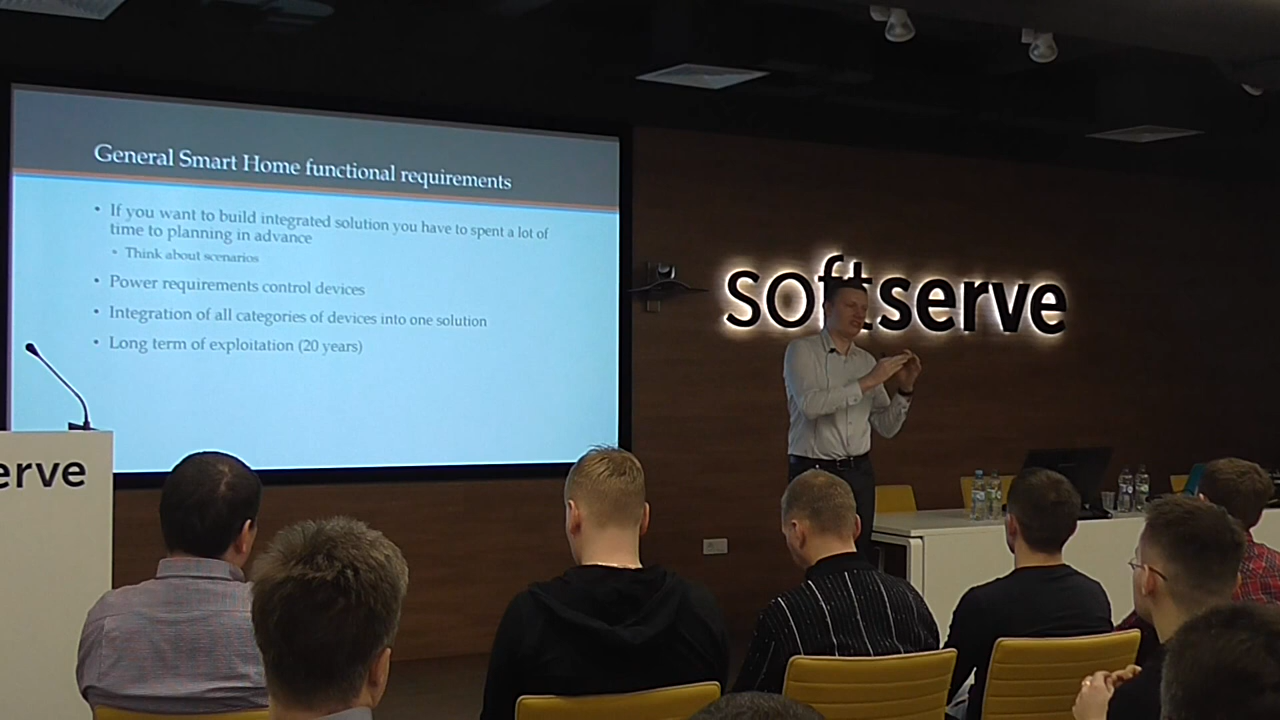 General Smart Home functional requirements
• If you want to build integrated solution you have to spent a lot of
time to planning in advance
• Think about scenarios
• Power requirements control devices
• Integration of all categories of devices into one solution
• Long term of exploitation (20 years)
softserve
erve